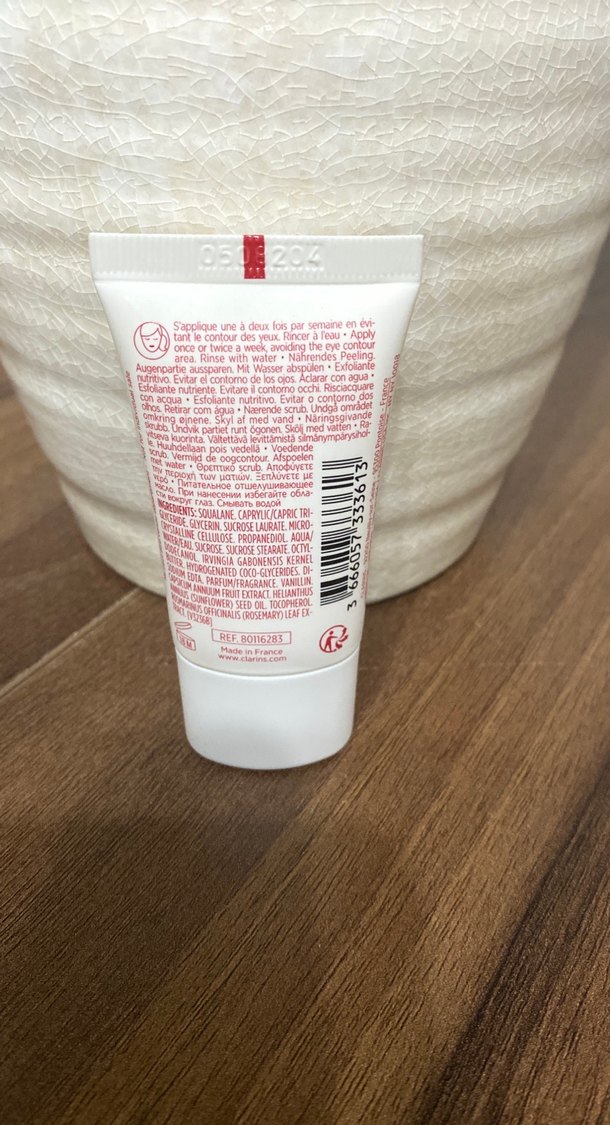 0508204
S'applique une à deux fois par semaine en évi-
tant le contour des yeux. Rincer à l'eau • Apply
once or twice a week, avoiding the eye contour
area. Rinse with water • Nährendes Peeling.
Augenpartie aussparen. Mit Wasser abspülen • Exfoliante
nutritivo. Evitar el contorno de los ojos. Aclarar con agua •
Esfoliante nutriente. Evitare il contorno occhi. Risciacquare
con acqua • Esfoliante nutritivo. Evitar o contorno dos
olhos. Retirar com água • Nærende scrub. Undgå området
omkring øjnene. Skyl af med vand • Näringsgivande
skrubb. Undvik partiet runt ögonen. Skölj med vatten • Ra-
vitseva kuorinta. Vältettävä levittämistä silmänympärysihol-
le. Huuhdellaan pois vedellä • Voedende
scrub. Vermijd de oogcontour. Afspoelen
met water • Θρεπτικό scrub. Αποφύγετε
την περιοχή των ματιών. Ξεπλύνετε με
νερό • Питательное отшелушивающее
масло. При нанесении избегайте обла-
сти вокруг глаз. Смывать водой
INGREDIENTS: SQUALANE, CAPRYLIC/CAPRIC TRI-
GLYCERIDE, GLYCERIN, SUCROSE LAURATE, MICRO-
CRYSTALLINE CELLULOSE, PROPANEDIOL, AQUA/
WATER/EAU, SUCROSE, SUCROSE STEARATE, OCTYL-
DODECANOL, IRVINGIA GABONENSIS KERNEL
BUTTER, HYDROGENATED COCO-GLYCERIDES, DI-
SODIUM EDTA, PARFUM/FRAGRANCE, VANILLIN,
CAPSICUM ANNUUM FRUIT EXTRACT, HELIANTHUS
ANNUUS (SUNFLOWER) SEED OIL, TOCOPHEROL,
ROSMARINUS OFFICINALIS (ROSEMARY) LEAF EX-
TRACT. [V3236B]
3 666057 333613
18 M
REF. 80116283
Made in France
www.clarins.com